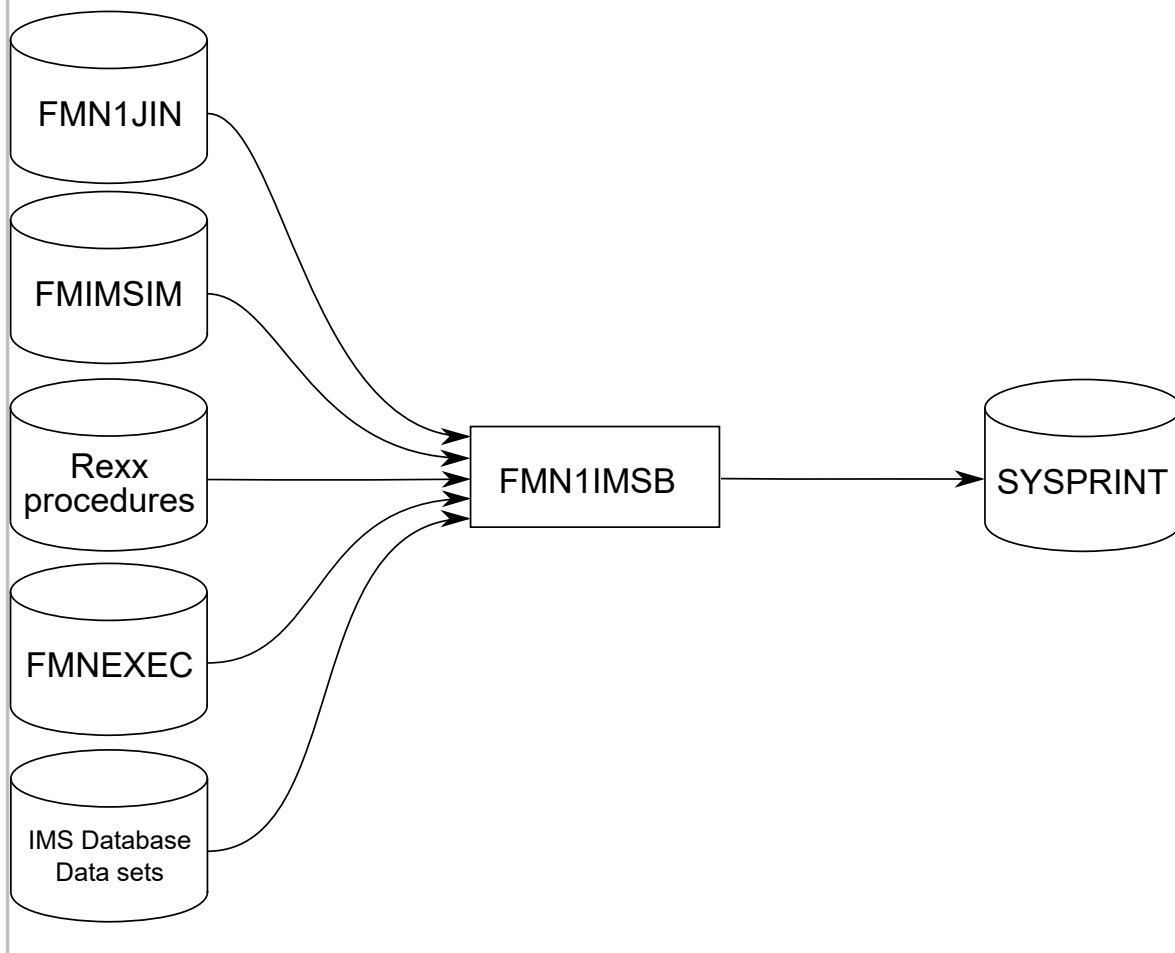 FMN1JIN
FMIMSIM
Rexx
procedures
FMN1IMSB
SYSPRINT
FMNEXEC
IMS Database
Data sets